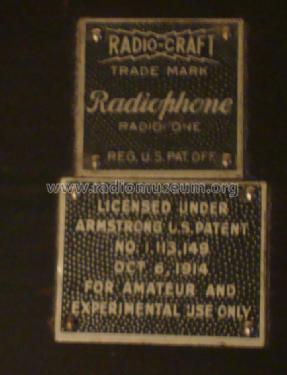 RADIO-CRAFT
TRADE MARK
Radiophone
RADIO ONE
REG. U.S. PAT. OFF.
www.radiomuseum.org
LICENSED UNDER
ARMSTRONG U.S. PATENT
NO. 1,113,149
OCT 6, 1914
FOR AMATEUR AND
EXPERIMENTAL USE ONLY